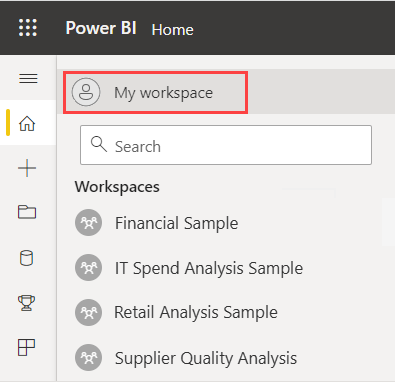 Power BI Home
My workspace
Search
Workspaces
Financial Sample
IT Spend Analysis Sample
Retail Analysis Sample
Supplier Quality Analysis